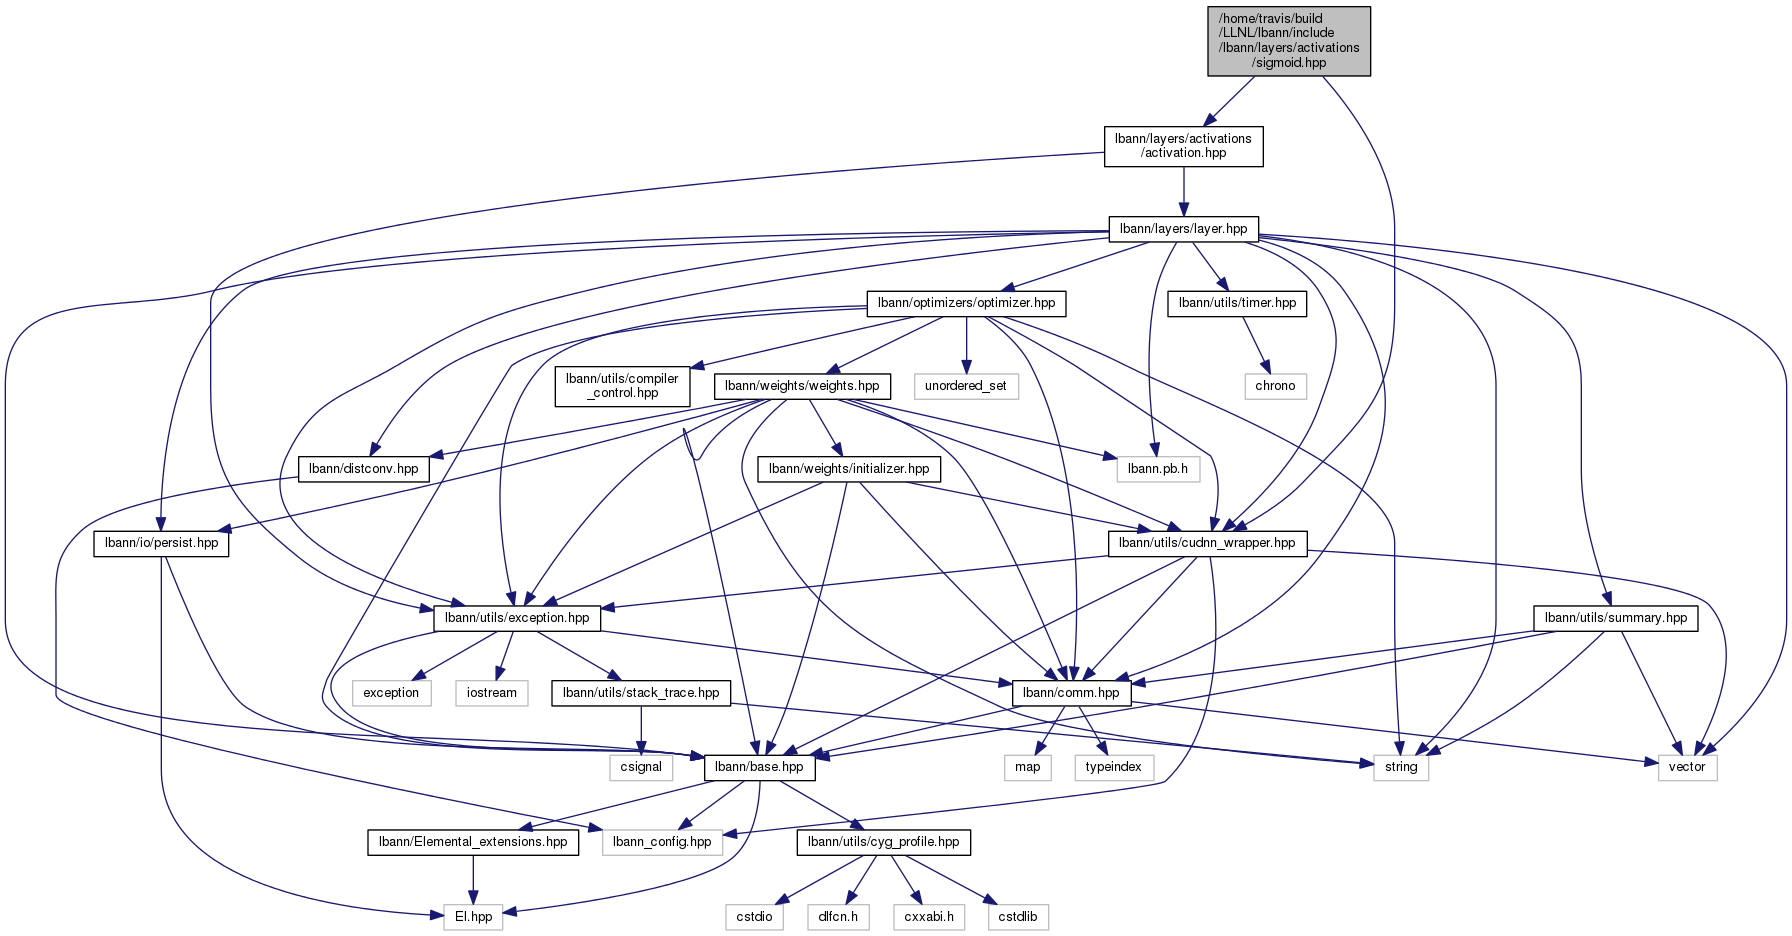 /home/travis/build
/LLNL/lbann/include
/lbann/layers/activations
/sigmoid.hpp
lbann/layers/activations
/activation.hpp
lbann/layers/layer.hpp
lbann/optimizers/optimizer.hpp
lbann/utils/timer.hpp
lbann/utils/compiler
_control.hpp
lbann/weights/weights.hpp
unordered_set
chrono
lbann/distconv.hpp
lbann/weights/initializer.hpp
lbann.pb.h
lbann/io/persist.hpp
lbann/utils/cudnn_wrapper.hpp
lbann/utils/exception.hpp
lbann/utils/summary.hpp
exception
iostream
lbann/utils/stack_trace.hpp
lbann/comm.hpp
csignal
lbann/base.hpp
map
typeindex
string
vector
lbann/Elemental_extensions.hpp
lbann_config.hpp
lbann/utils/cyg_profile.hpp
El.hpp
cstdio
dlfcn.h
cxxabi.h
cstdlib